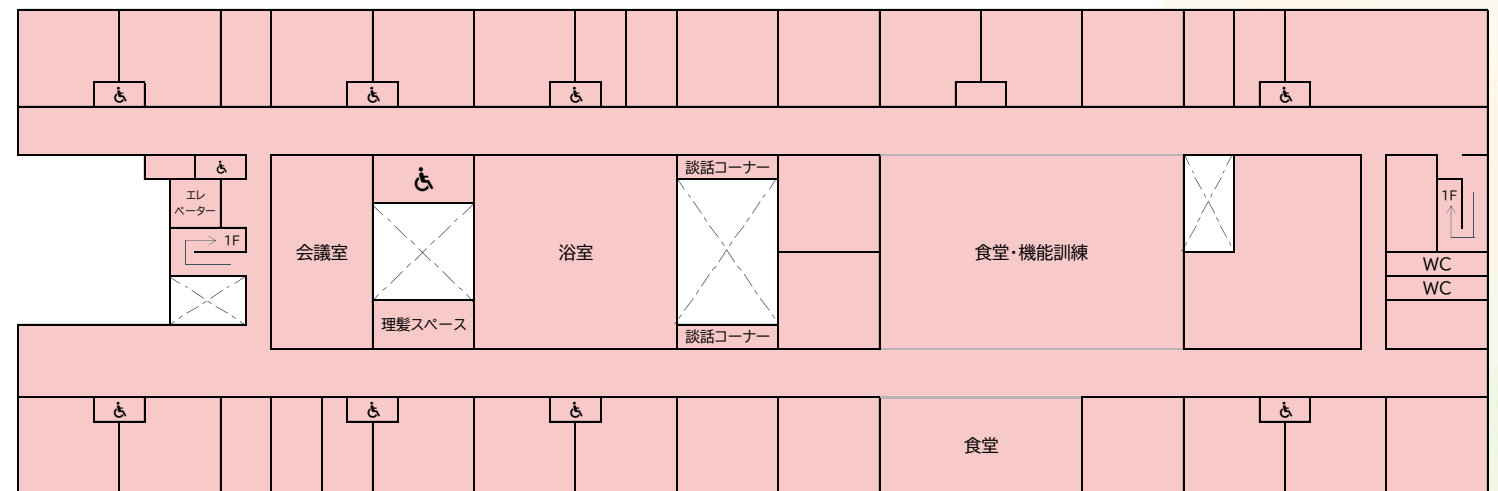 談話コーナー
エレ
ベーター
1F
1F
会議室
浴室
食堂・機能訓練
WC
WC
理髪スペース
談話コーナー
食堂